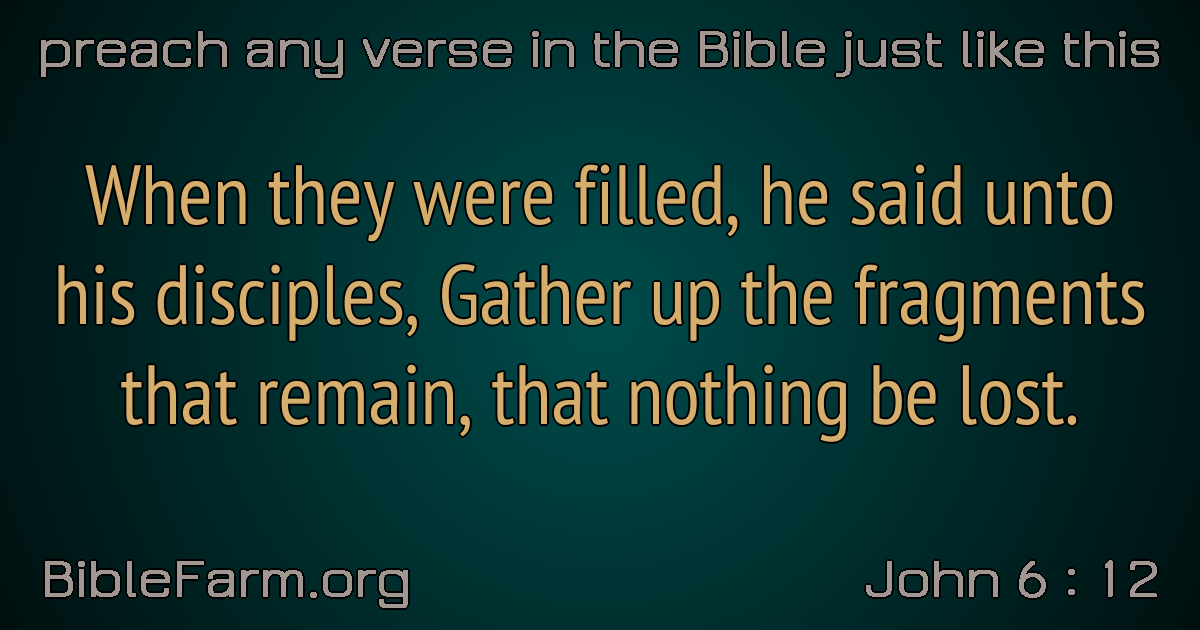 preach any verse in the Bible just like this
When they were filled, he said unto
his disciples, Gather up the fragments
that remain, that nothing be lost.
BibleFarm.org
John 6 : 12